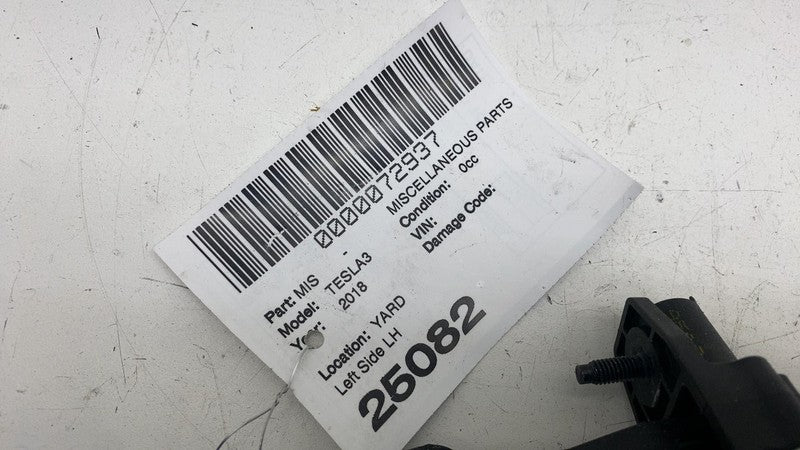 0000072937
Part: MIS - MISCELLANEOUS PARTS
Model: TESLA3 Condition: 0cc
Year: 2018 VIN:
Damage Code:
Location: YARD
Left Side LH
25082